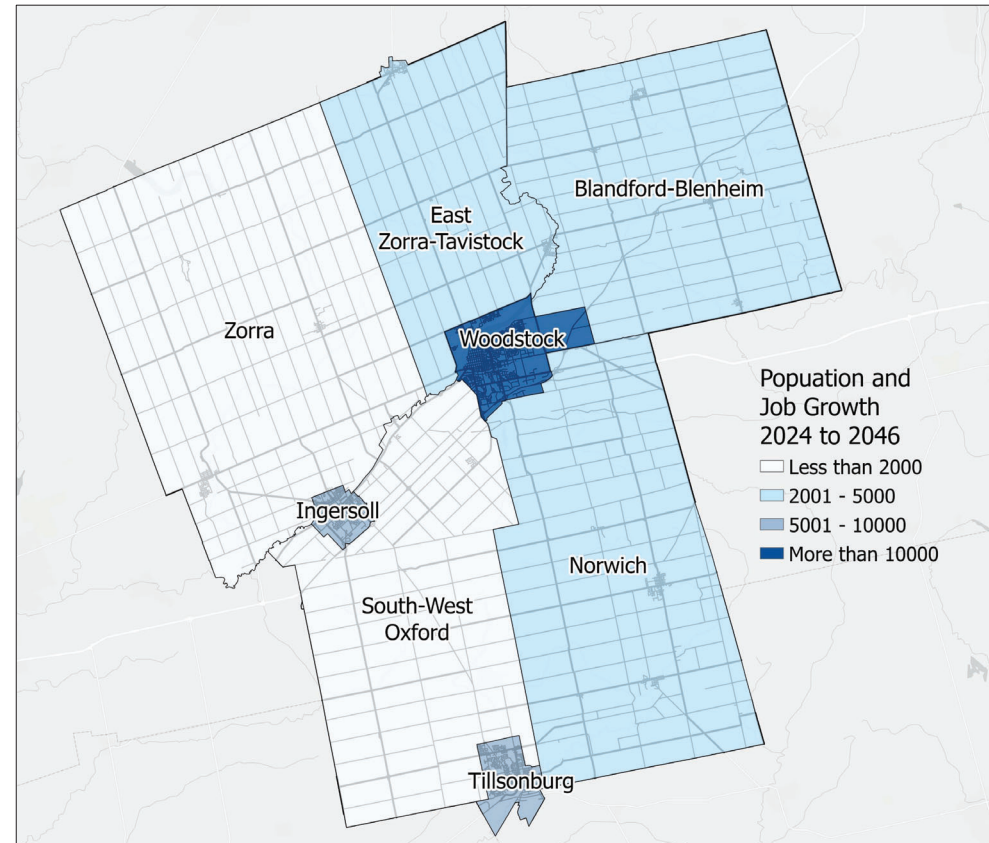 East
Zorra-Tavistock
Blandford-Blenheim
Zorra
Woodstock
Ingersoll
Norwich
South-West
Oxford
Tillsonburg
Popuation and
Job Growth
2024 to 2046
Less than 2000
2001 - 5000
5001 - 10000
More than 10000